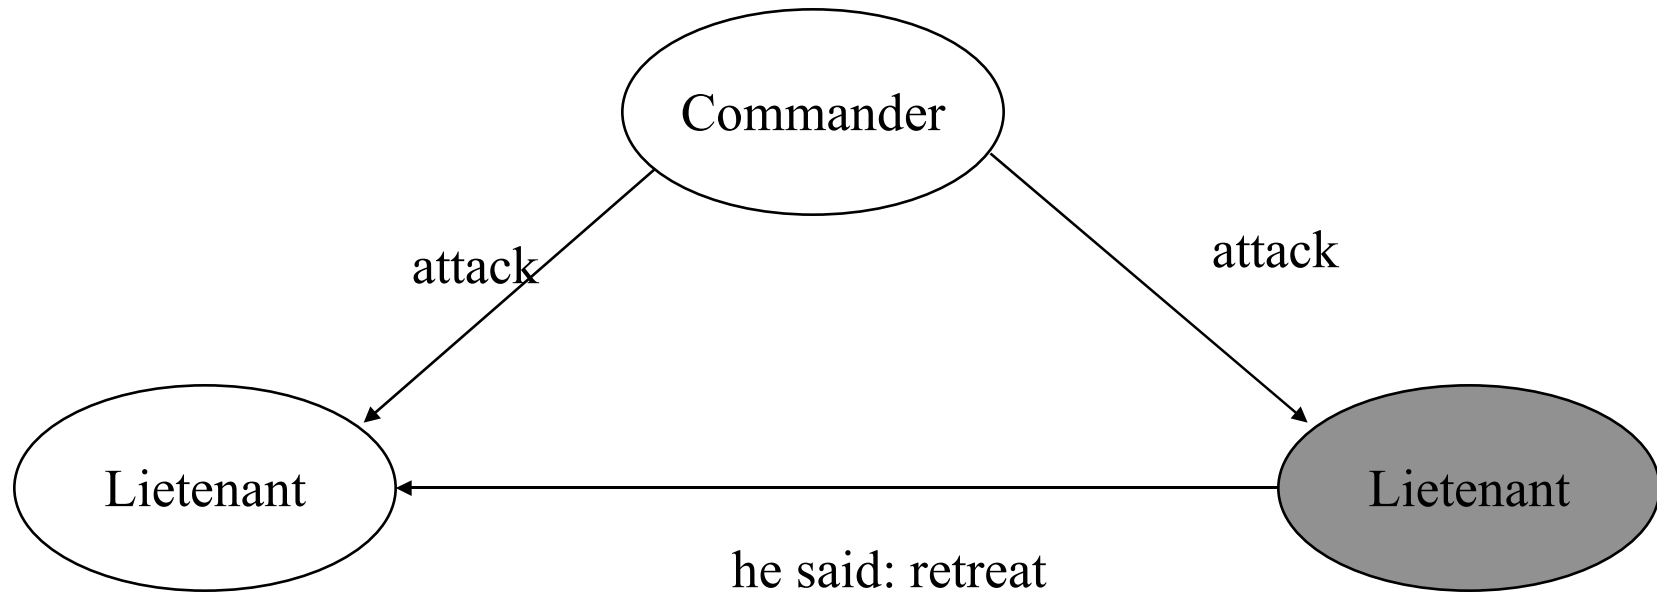 Commander
attack
attack
Lietenant
Lietenant
he said: retreat